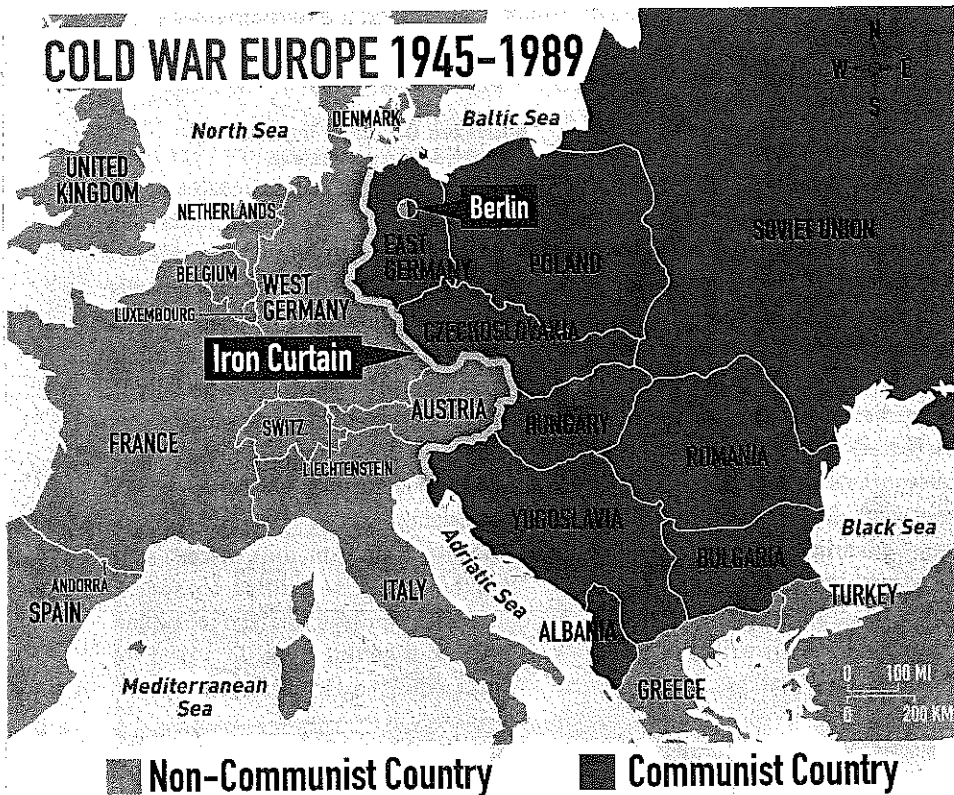 COLD WAR EUROPE 1945-1989
N
W E
S
North Sea
DENMARK
Baltic Sea
UNITED
KINGDOM
NETHERLANDS
Berlin
SOVIET UNION
EAST
GERMANY
POLAND
BELGIUM
WEST
GERMANY
LUXEMBOURG
CZECHOSLOVAKIA
Iron Curtain
AUSTRIA
SWITZ
HUNGARY
FRANCE
LIECHTENSTEIN
ROMANIA
YUGOSLAVIA
Black Sea
Adriatic Sea
BULGARIA
ANDORRA
SPAIN
ITALY
TURKEY
ALBANIA
Mediterranean
Sea
GREECE
0 100 MI
0 200 KM
Non-Communist Country
Communist Country